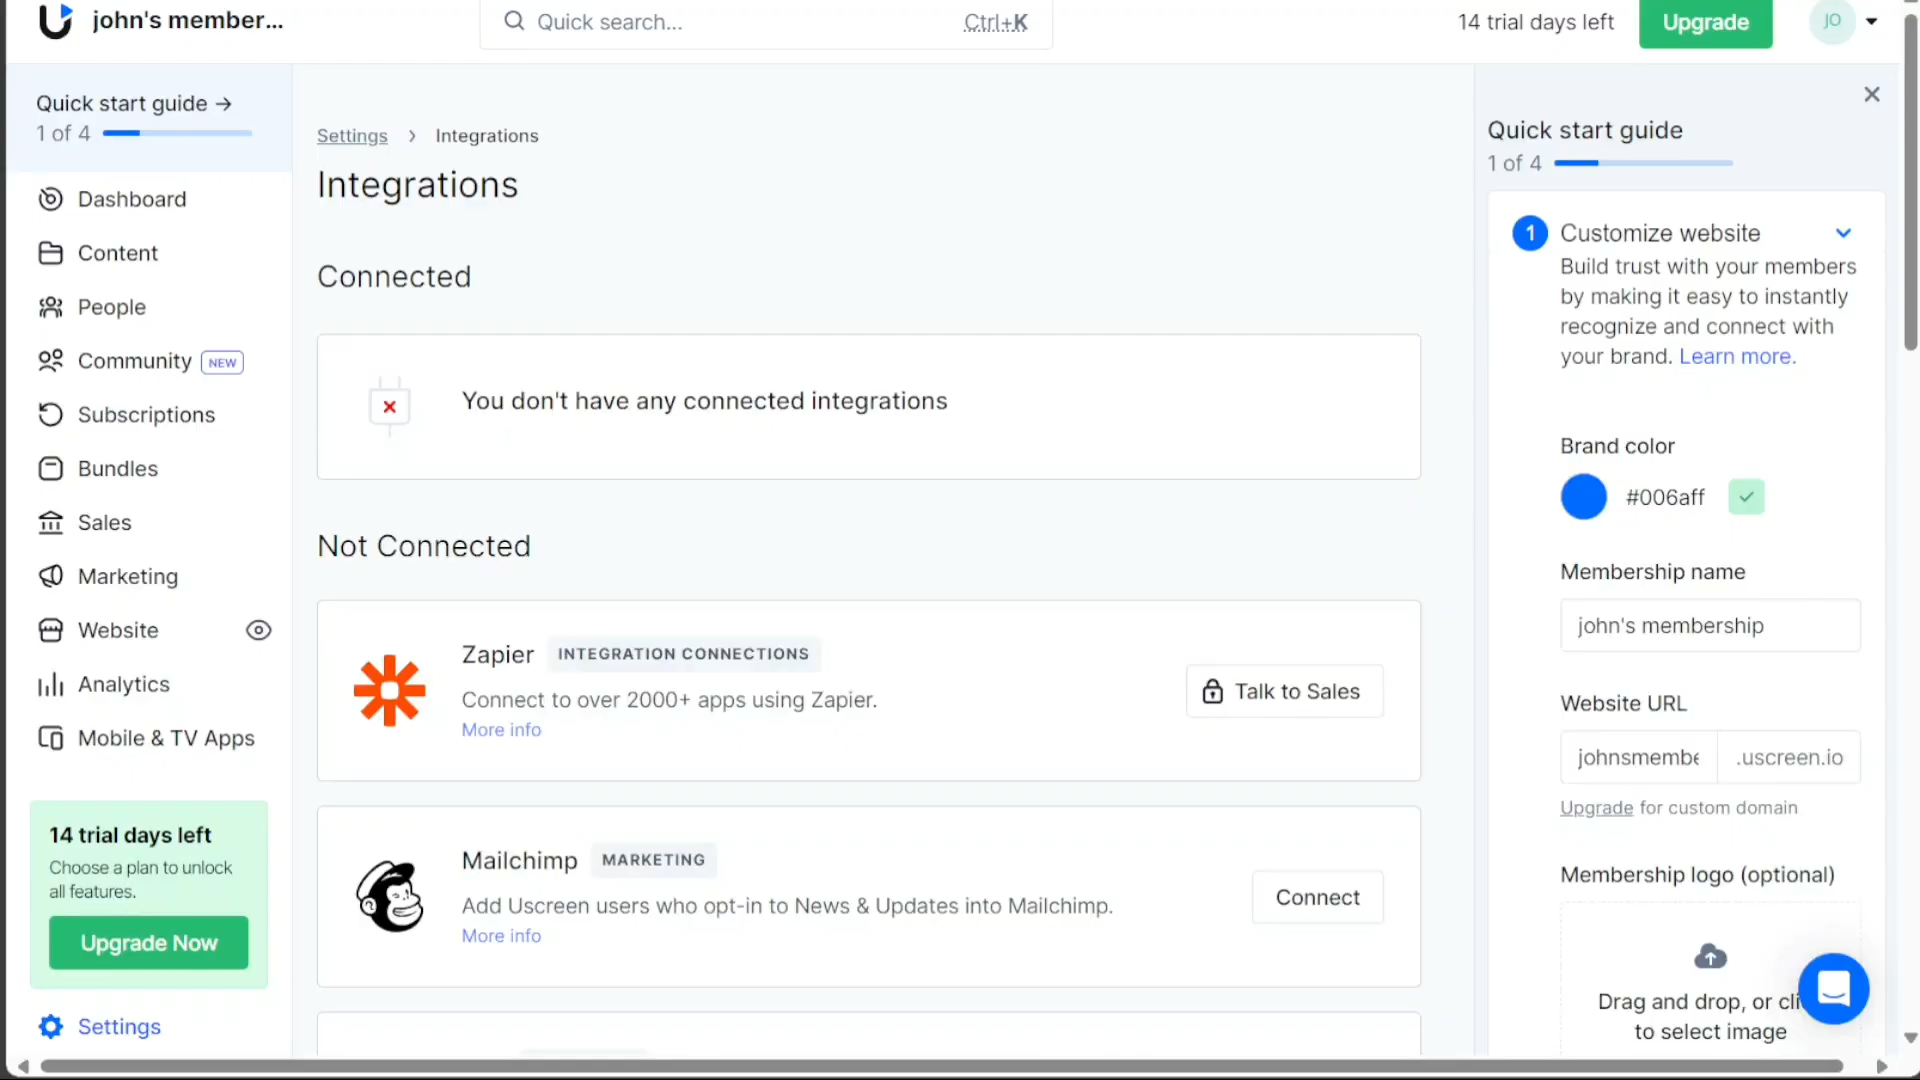 john's member...
Quick search...
Ctrl+K
14 trial days left
Upgrade
JO
Quick start guide →
1 of 4
Dashboard
Content
People
Community NEW
Subscriptions
Bundles
Sales
Marketing
Website
Analytics
Mobile & TV Apps
14 trial days left
Choose a plan to unlock
all features.
Upgrade Now
Settings
Settings > Integrations
Integrations
Connected
You don't have any connected integrations
Not Connected
Zapier INTEGRATION CONNECTIONS
Connect to over 2000+ apps using Zapier.
More info
Talk to Sales
Mailchimp MARKETING
Add Uscreen users who opt-in to News & Updates into Mailchimp.
More info
Connect
Quick start guide
1 of 4
1 Customize website
Build trust with your members
by making it easy to instantly
recognize and connect with
your brand. Learn more.
Brand color
#006aff
Membership name
john's membership
Website URL
johnsmembe .uscreen.io
Upgrade for custom domain
Membership logo (optional)
Drag and drop, or cli
to select image